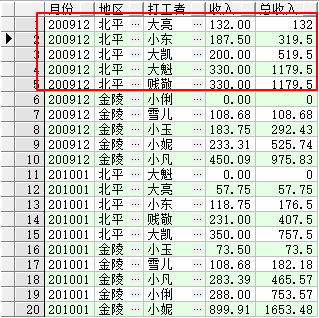 月份 地区 打工者 收入 总收入
1 200912 北平 ··· 大亮 ··· 132.00 132
2 200912 北平 ··· 小东 ··· 187.50 319.5
3 200912 北平 ··· 大凯 ··· 200.00 519.5
4 200912 北平 ··· 大魁 ··· 330.00 1179.5
5 200912 北平 ··· 贱敬 ··· 330.00 1179.5
6 200912 金陵 ··· 小俐 ··· 0.00 0
7 200912 金陵 ··· 雪儿 ··· 108.68 108.68
8 200912 金陵 ··· 小玉 ··· 183.75 292.43
9 200912 金陵 ··· 小妮 ··· 233.31 525.74
10 200912 金陵 ··· 小凡 ··· 450.09 975.83
11 201001 北平 ··· 大魁 ··· 0.00 0
12 201001 北平 ··· 大亮 ··· 57.75 57.75
13 201001 北平 ··· 小东 ··· 118.75 176.5
14 201001 北平 ··· 贱敬 ··· 231.00 407.5
15 201001 北平 ··· 大凯 ··· 350.00 757.5
16 201001 金陵 ··· 小玉 ··· 73.50 73.5
17 201001 金陵 ··· 雪儿 ··· 108.68 182.18
18 201001 金陵 ··· 小凡 ··· 283.39 465.57
19 201001 金陵 ··· 小俐 ··· 288.00 753.57
20 201001 金陵 ··· 小妮 ··· 899.91 1653.48